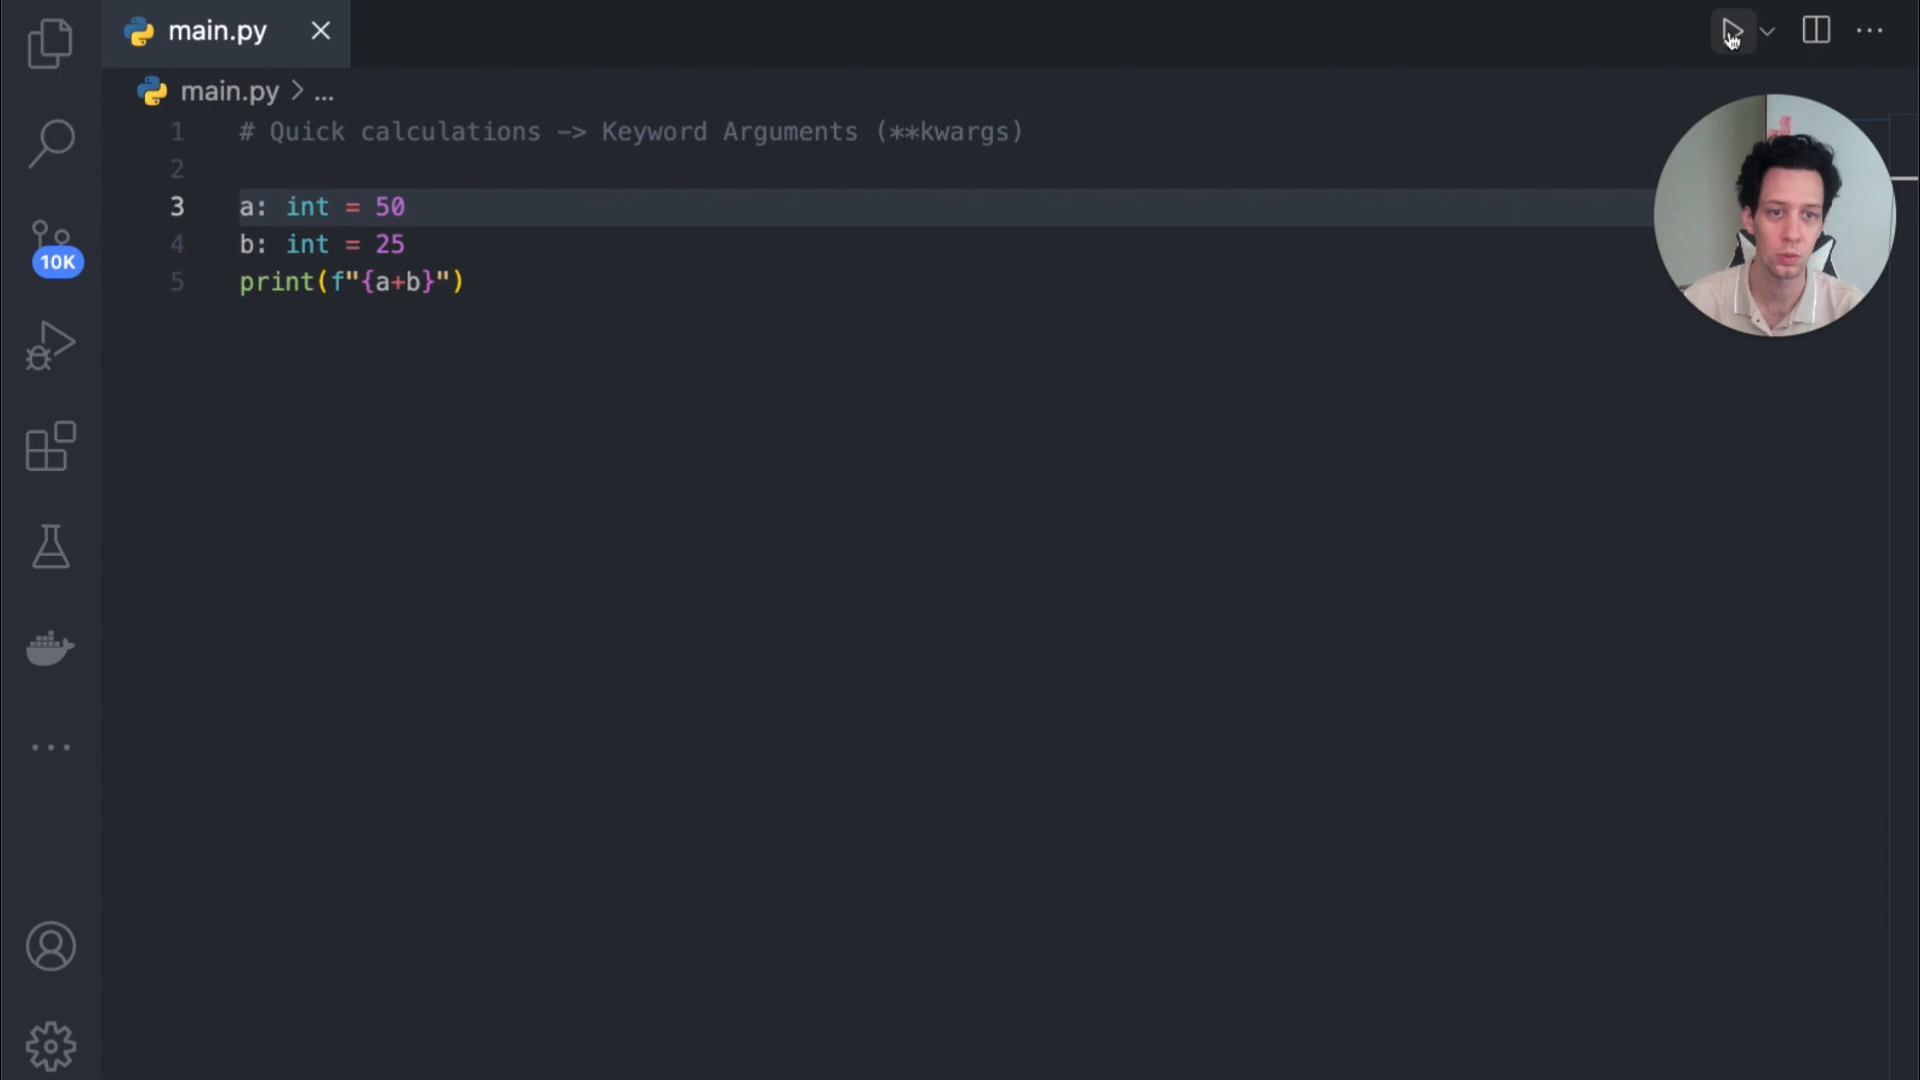 main.py
main.py > ...
1 # Quick calculations -> Keyword Arguments (**kwargs)
2
3 a: int = 50
4 b: int = 25
5 print(f"{a+b}")
10K